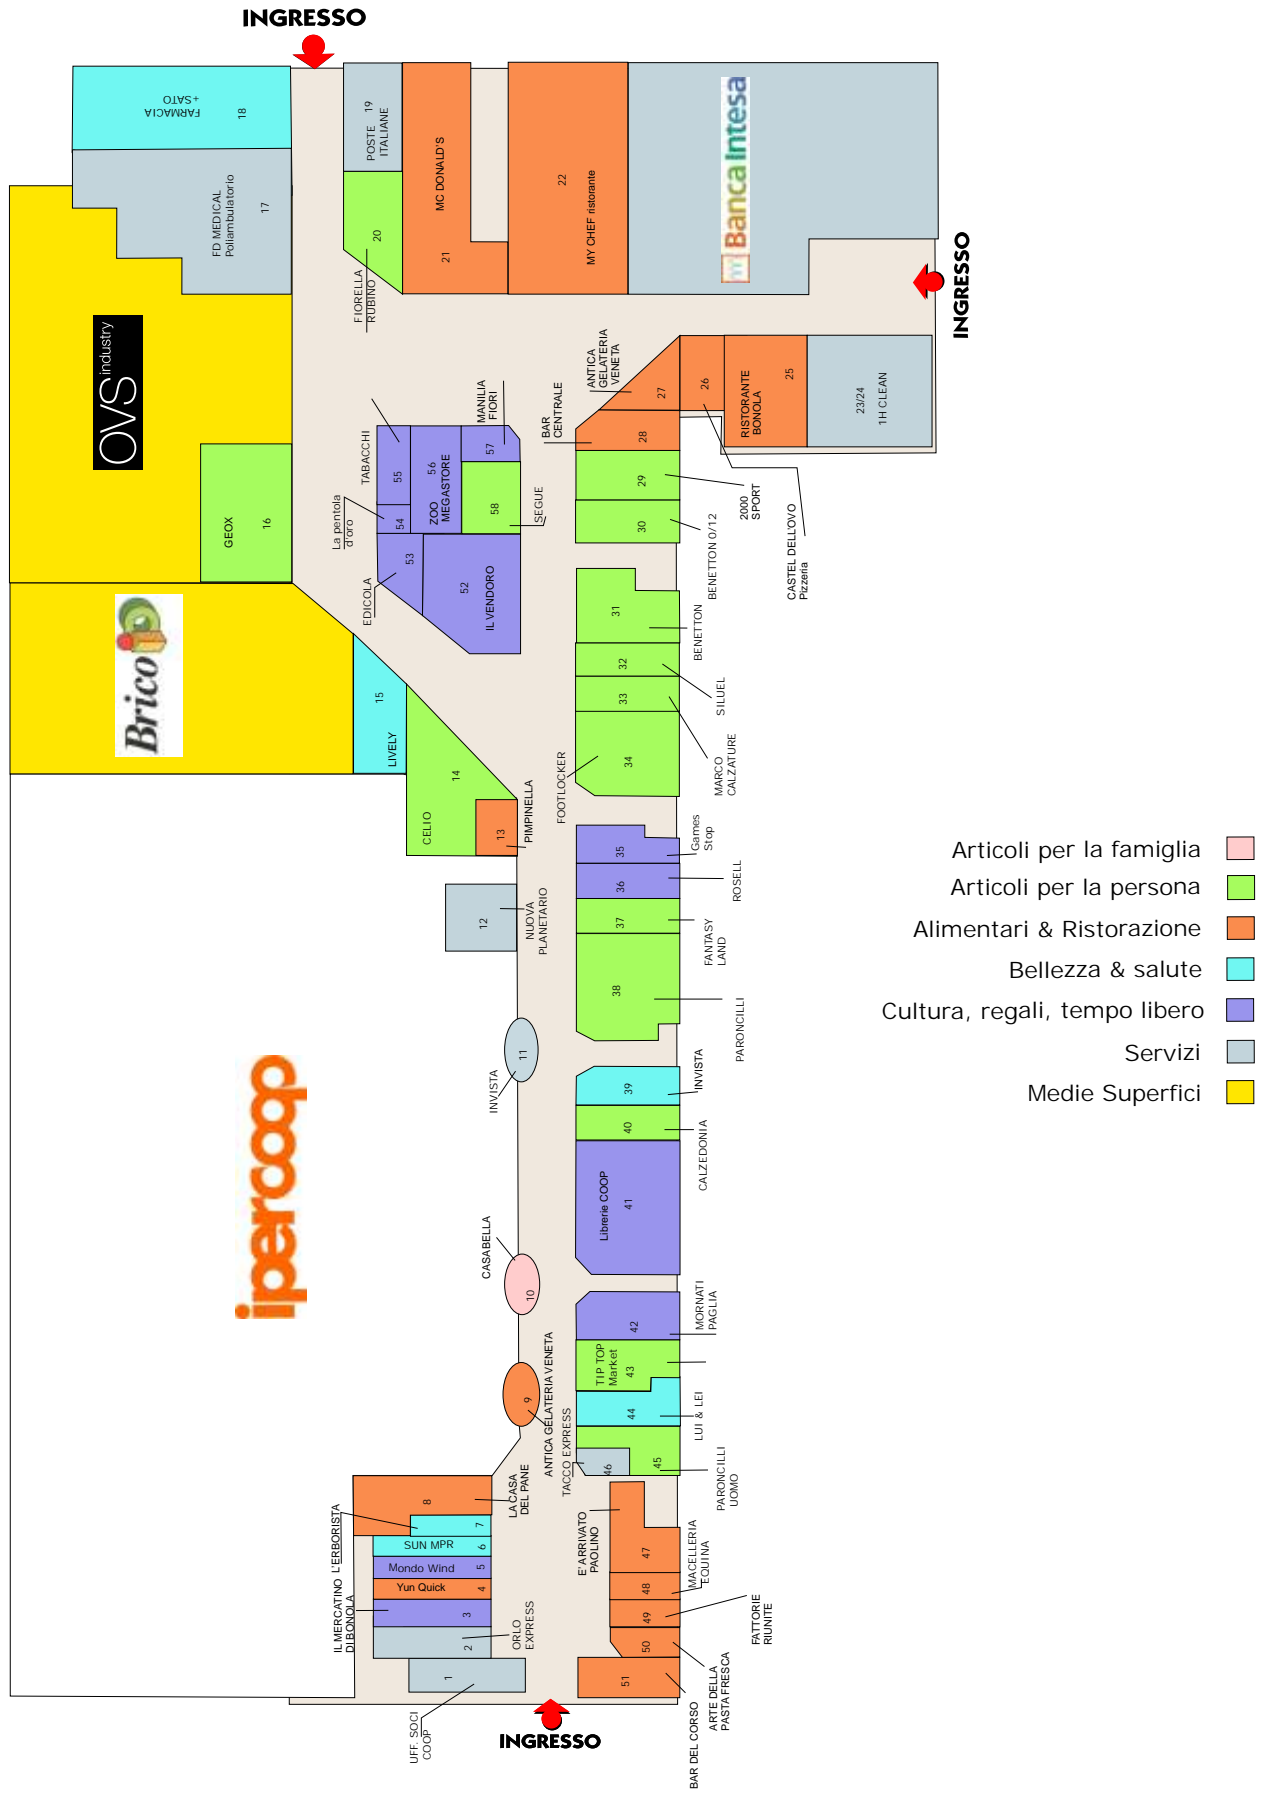 INGRESSO
FARMACIA
+SATO
18
FD MEDICAL
Poliambulatorio
17
POSTE 19
ITALIANE
20
FIORELLA
RUBINO
MC DONALD'S
21
22
MY CHEF ristorante
Banca Intesa
INGRESSO
OVS industry
GEOX
16
Brico
15
LIVELY
14
CELIO
13
PIMPINELLA
12
NUOVA
PLANETARIO
TABACCHI
55
La pentola
d'oro
54
EDICOLA
53
56
ZOO
MEGASTORE
MANILIA
FIORI
57
58
SEGUE
52
IL VENDORO
ANTICA
GELATERIA
VENETA
27
BAR
CENTRALE
28
26
CASTEL DELL'OVO
Pizzeria
RISTORANTE
BONOLA
25
23/24
1H CLEAN
29
2000
SPORT
30
BENETTON 0/12
31
BENETTON
32
SILUEL
33
MARCO
CALZATURE
34
FOOTLOCKER
35
Games
Stop
36
ROSELL
37
FANTASY
LAND
38
PARONCILLI
11
INVISTA
39
INVISTA
40
CALZEDONIA
Librerie COOP
41
ipercoop
CASABELLA
10
42
MORNATI
PAGLIA
TIP TOP
Market
43
44
LUI & LEI
45
PARONCILLI
UOMO
46
TACCO EXPRESS
9
ANTICA GELATERIA VENETA
8
LA CASA
DEL PANE
7
L'ERBORISTA
SUN MPR 6
Mondo Wind 5
Yun Quick 4
3
IL MERCATINO
DI BONOLA
2
ORLO
EXPRESS
1
UFF. SOCI
COOP
E' ARRIVATO
PAOLINO
47
48
MACELLERIA
EQUINA
49
FATTORIE
RIUNITE
50
ARTE DELLA
PASTA FRESCA
51
BAR DEL CORSO
INGRESSO
Articoli per la famiglia
Articoli per la persona
Alimentari & Ristorazione
Bellezza & salute
Cultura, regali, tempo libero
Servizi
Medie Superfici